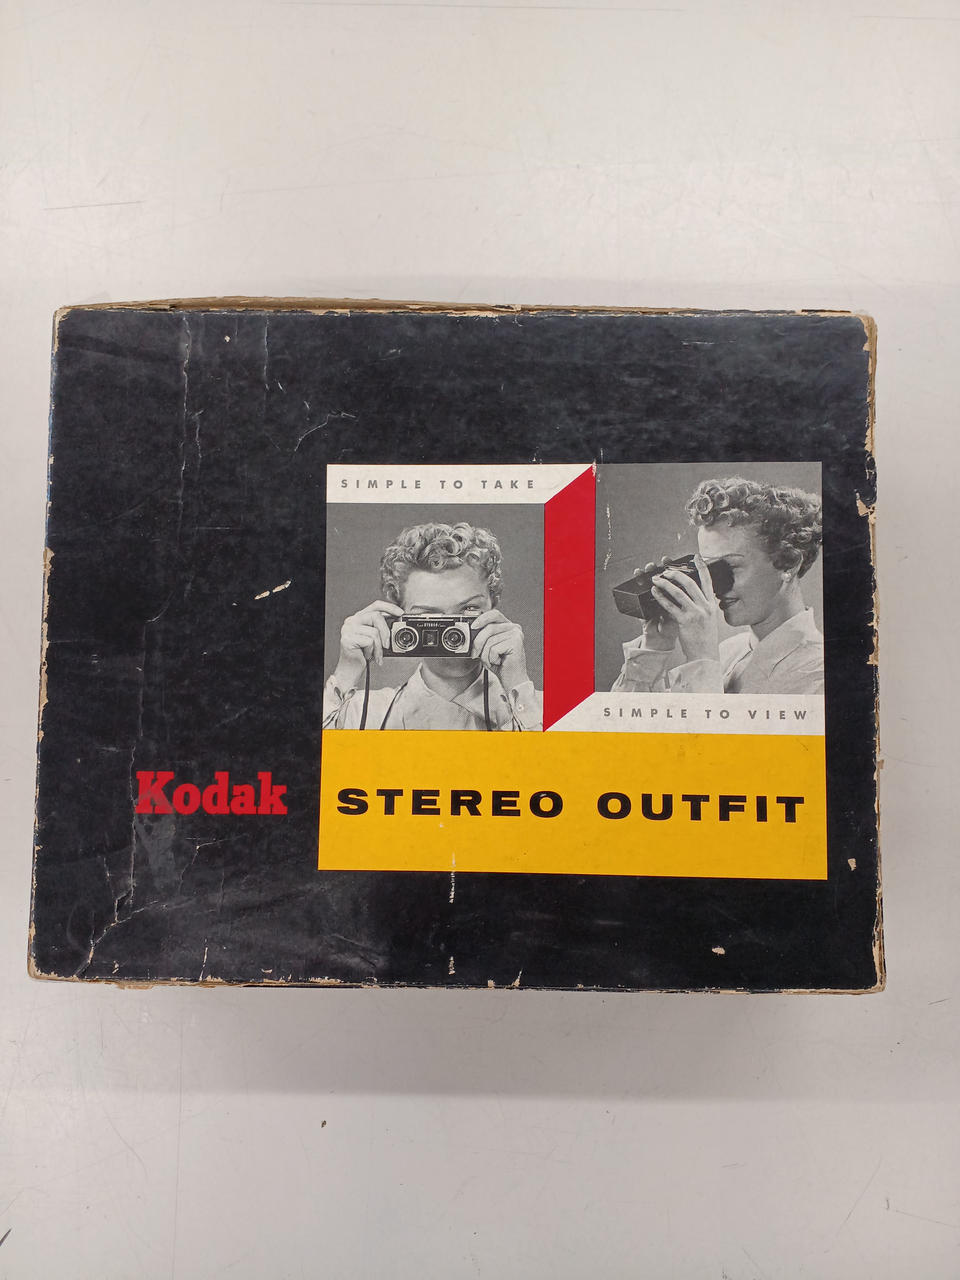 SIMPLE TO TAKE
SIMPLE TO VIEW
Kodak
STEREO OUTFIT